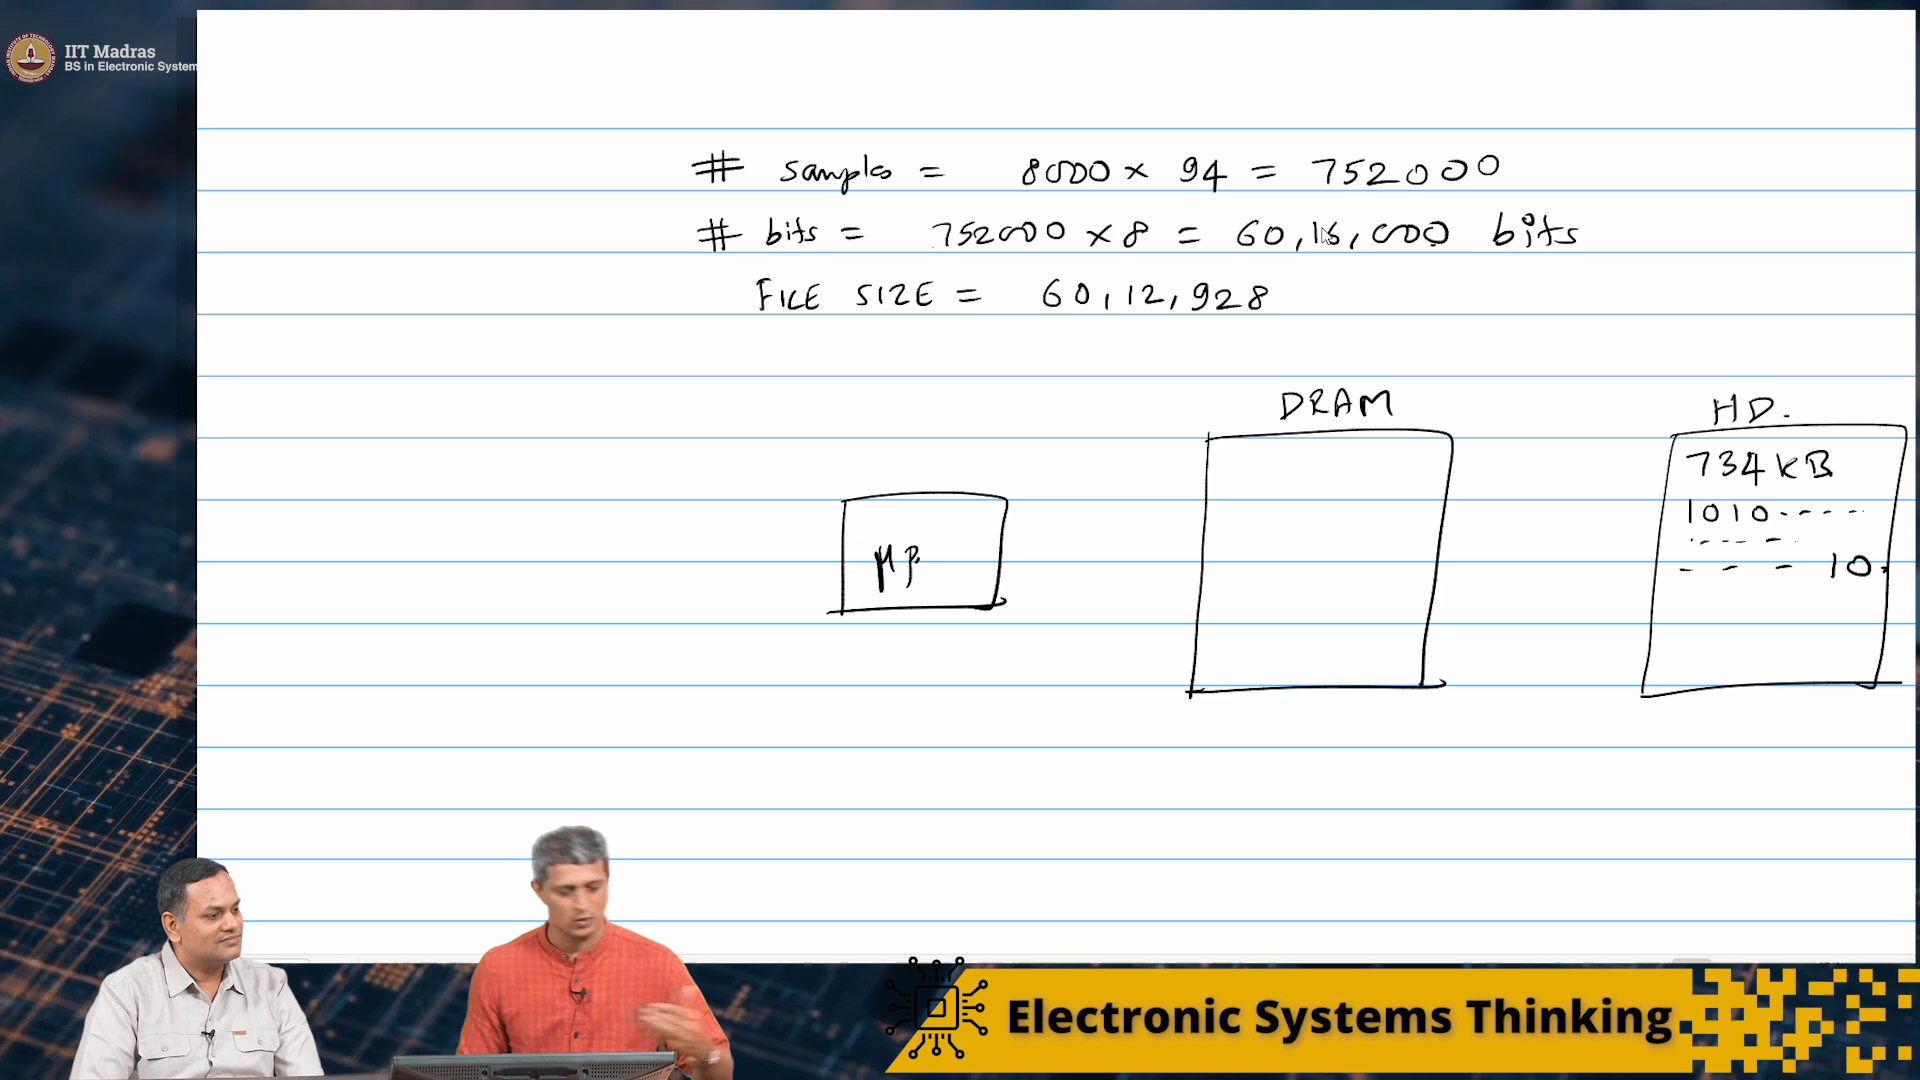 IIT Madras
BS in Electronic System
# samples = 8000 × 94 = 752000
# bits = 752000 × 8 = 60,16,000 bits
FILE SIZE = 60,12,928
DRAM
HD.
734 KB
1010-----
- - - 10.
μP
Electronic Systems Thinking